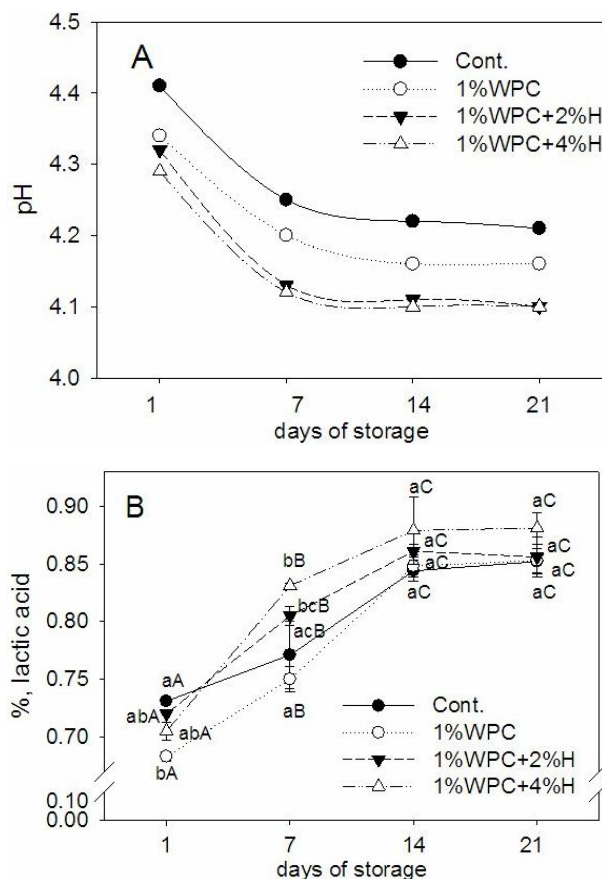 4.5
A
Cont.
1%WPC
1%WPC+2%H
1%WPC+4%H
4.4
4.3
pH
4.2
4.1
4.0
1 7 14 21
days of storage
B
aC
aC
0.90
bB
aC
aC
aC
aC
0.85
aC
aC
bcB
0.80
acB
%, lactic acid
aA
0.75
abA
abA
aB
0.70
bA
Cont.
1%WPC
1%WPC+2%H
1%WPC+4%H
0.10
0.00
1 7 14 21
days of storage